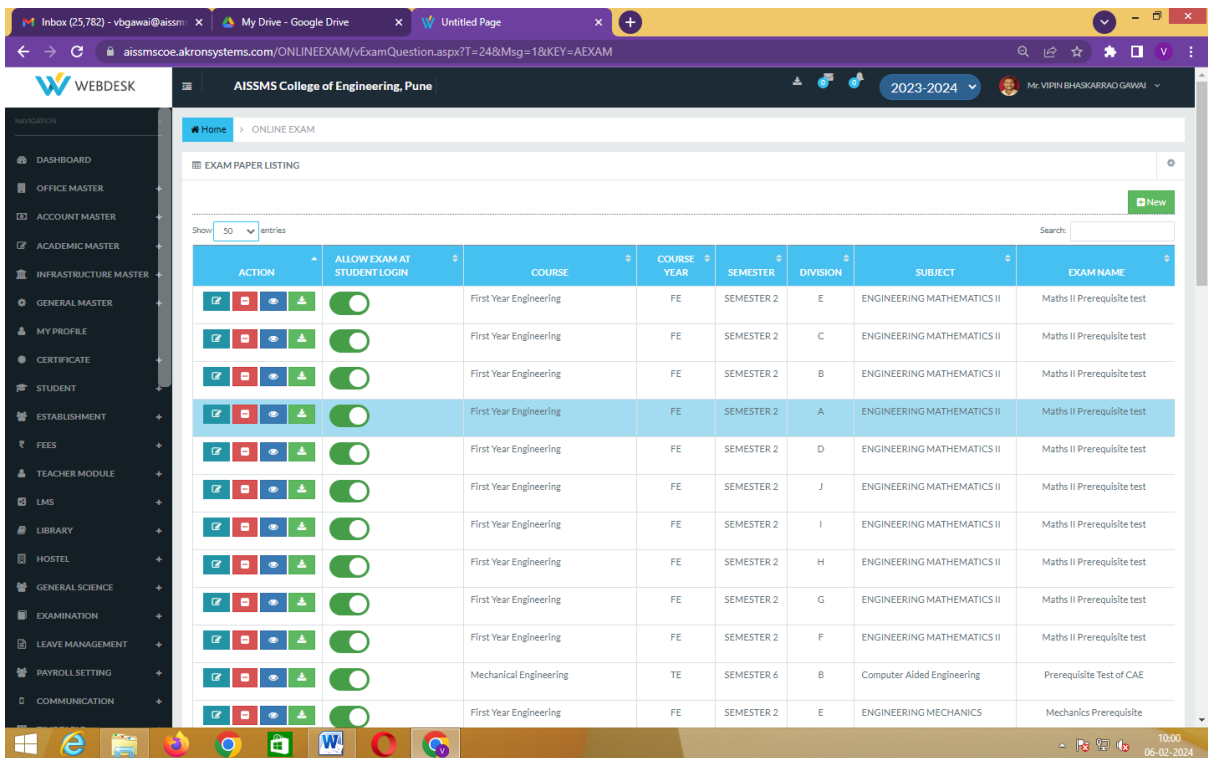 Inbox (25,782) - vbgawai@aissm
My Drive - Google Drive
Untitled Page
aissmscoe.akronsystems.com/ONLINEEXAM/vExamQuestion.aspx?T=24&Msg=1&KEY=AEXAM
V
WEBDESK
AISSMS College of Engineering, Pune
0
0
2023-2024
Mr. VIPIN BHASKARRAO GAWAI
NAVIGATION
DASHBOARD
OFFICE MASTER
ACCOUNT MASTER
ACADEMIC MASTER
INFRASTRUCTURE MASTER
GENERAL MASTER
MY PROFILE
CERTIFICATE
STUDENT
ESTABLISHMENT
FEES
TEACHER MODULE
LMS
LIBRARY
HOSTEL
GENERAL SCIENCE
EXAMINATION
LEAVE MANAGEMENT
PAYROLL SETTING
COMMUNICATION
Home > ONLINE EXAM
EXAM PAPER LISTING
New
Show 50 entries
Search:
ACTION ALLOW EXAM AT STUDENT LOGIN COURSE COURSE YEAR SEMESTER DIVISION SUBJECT EXAM NAME
First Year Engineering FE SEMESTER 2 E ENGINEERING MATHEMATICS II Maths II Prerequisite test
First Year Engineering FE SEMESTER 2 C ENGINEERING MATHEMATICS II Maths II Prerequisite test
First Year Engineering FE SEMESTER 2 B ENGINEERING MATHEMATICS II Maths II Prerequisite test
First Year Engineering FE SEMESTER 2 A ENGINEERING MATHEMATICS II Maths II Prerequisite test
First Year Engineering FE SEMESTER 2 D ENGINEERING MATHEMATICS II Maths II Prerequisite test
First Year Engineering FE SEMESTER 2 J ENGINEERING MATHEMATICS II Maths II Prerequisite test
First Year Engineering FE SEMESTER 2 I ENGINEERING MATHEMATICS II Maths II Prerequisite test
First Year Engineering FE SEMESTER 2 H ENGINEERING MATHEMATICS II Maths II Prerequisite test
First Year Engineering FE SEMESTER 2 G ENGINEERING MATHEMATICS II Maths II Prerequisite test
First Year Engineering FE SEMESTER 2 F ENGINEERING MATHEMATICS II Maths II Prerequisite test
Mechanical Engineering TE SEMESTER 6 B Computer Aided Engineering Prerequisite Test of CAE
First Year Engineering FE SEMESTER 2 E ENGINEERING MECHANICS Mechanics Prerequisite
10:00
06-02-2024